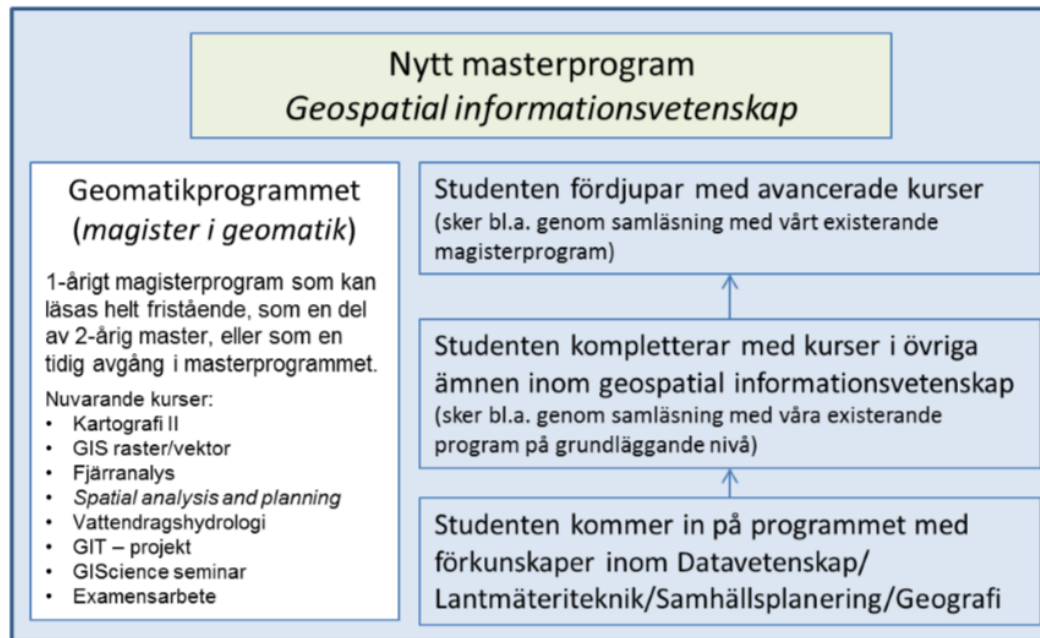 Nytt masterprogram
Geospatial informationsvetenskap
Geomatikprogrammet
(magister i geomatik)
1-årigt magisterprogram som kan
läsas helt fristående, som en del
av 2-årig master, eller som en
tidig avgång i masterprogrammet.
Nuvarande kurser:
• Kartografi II
• GIS raster/vektor
• Fjärranalys
• Spatial analysis and planning
• Vattendragshydrologi
• GIT – projekt
• GIScience seminar
• Examensarbete
Studenten fördjupar med avancerade kurser
(sker bl.a. genom samläsning med vårt existerande
magisterprogram)
Studenten kompletterar med kurser i övriga
ämnen inom geospatial informationsvetenskap
(sker bl.a. genom samläsning med våra existerande
program på grundläggande nivå)
Studenten kommer in på programmet med
förkunskaper inom Datavetenskap/
Lantmäteriteknik/Samhällsplanering/Geografi